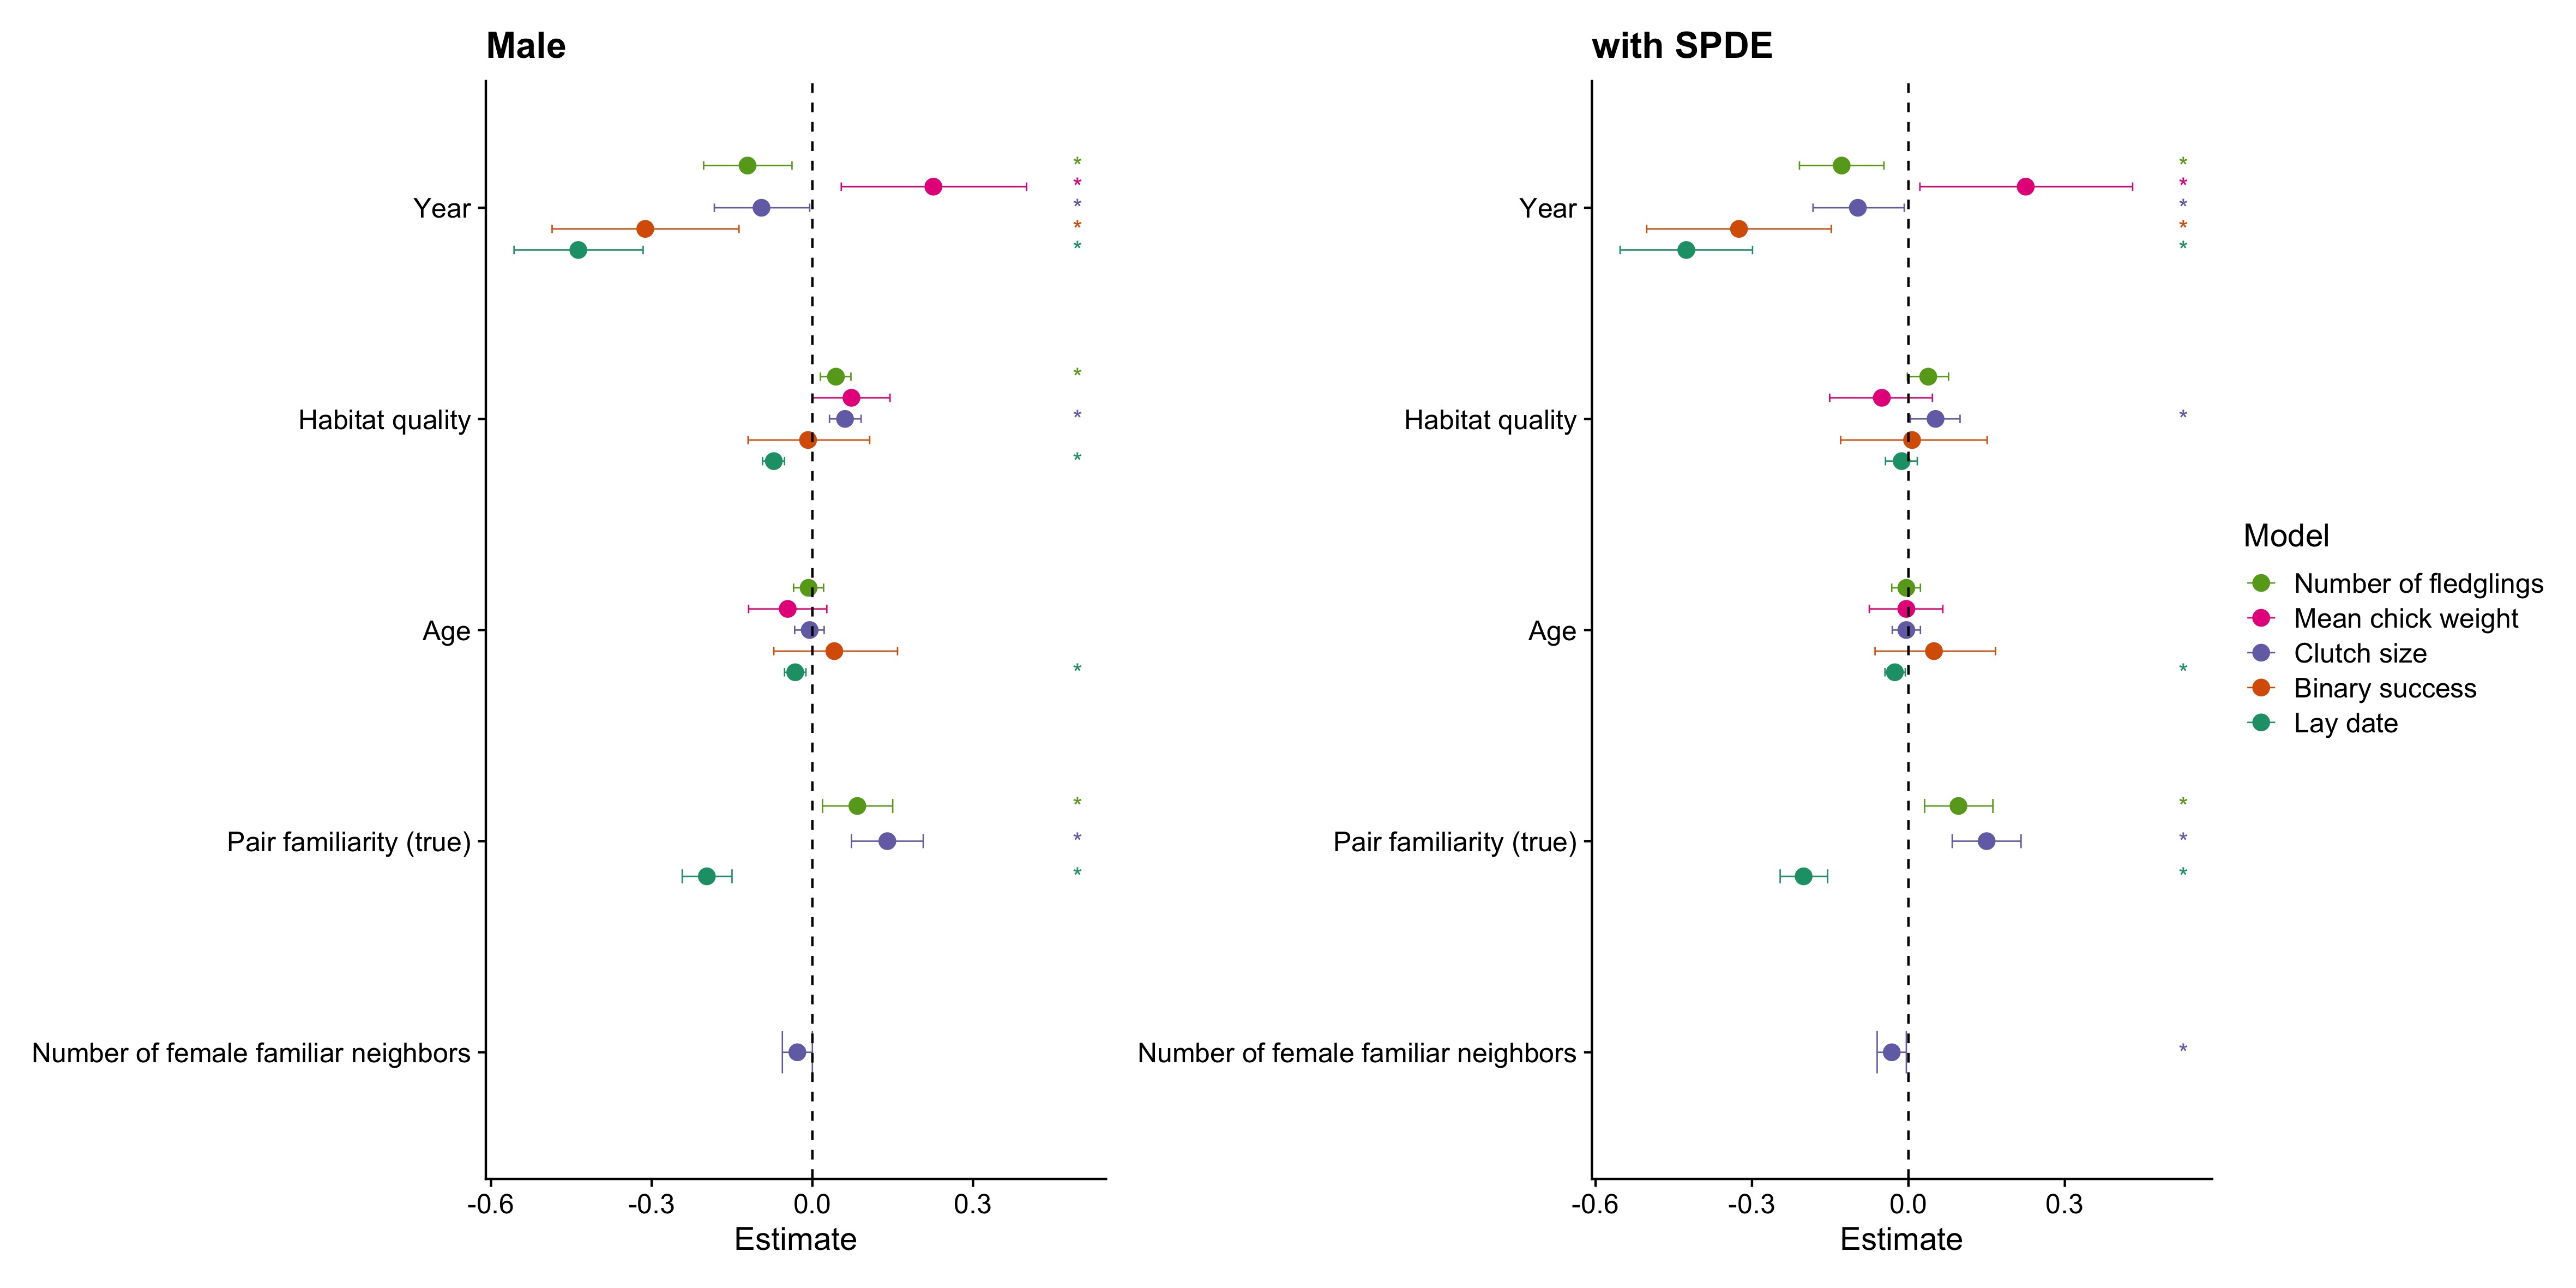 Male
with SPDE
Year
*
*
*
*
*
Habitat quality
*
*
*
Age
*
Pair familiarity (true)
*
*
*
Number of female familiar neighbors
-0.6 -0.3 0.0 0.3
Estimate
Year
*
*
*
*
*
Habitat quality
*
Age
*
Pair familiarity (true)
*
*
*
Number of female familiar neighbors
*
-0.6 -0.3 0.0 0.3
Estimate
Model
Number of fledglings
Mean chick weight
Clutch size
Binary success
Lay date